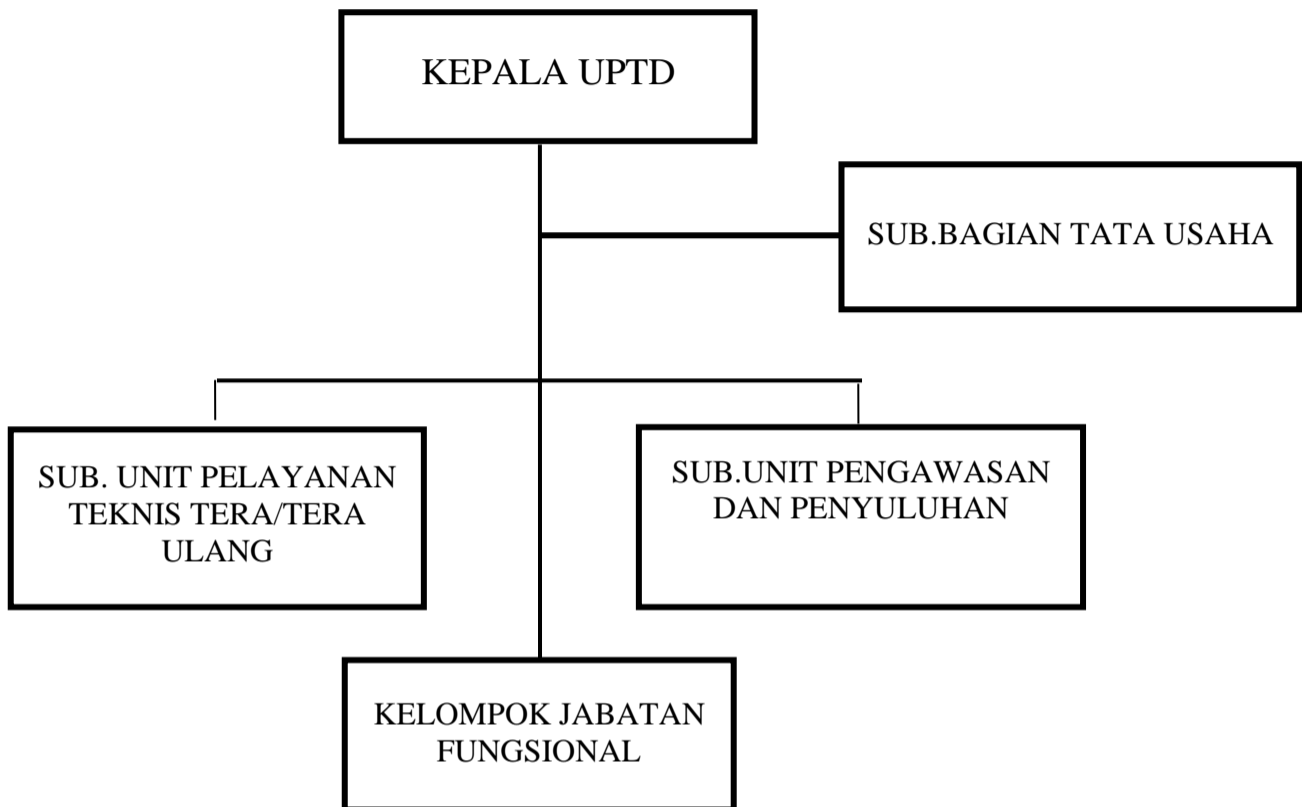 KEPALA UPTD
SUB.BAGIAN TATA USAHA
SUB. UNIT PELAYANAN
TEKNIS TERA/TERA
ULANG
SUB.UNIT PENGAWASAN
DAN PENYULUHAN
KELOMPOK JABATAN
FUNGSIONAL